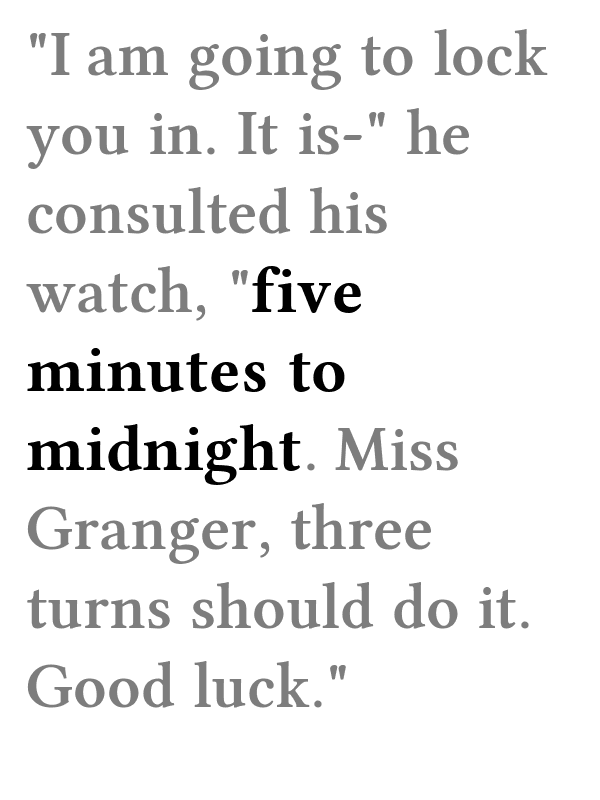 "I am going to lock
you in. It is-" he
consulted his
watch, "five
minutes to
midnight. Miss
Granger, three
turns should do it.
Good luck."